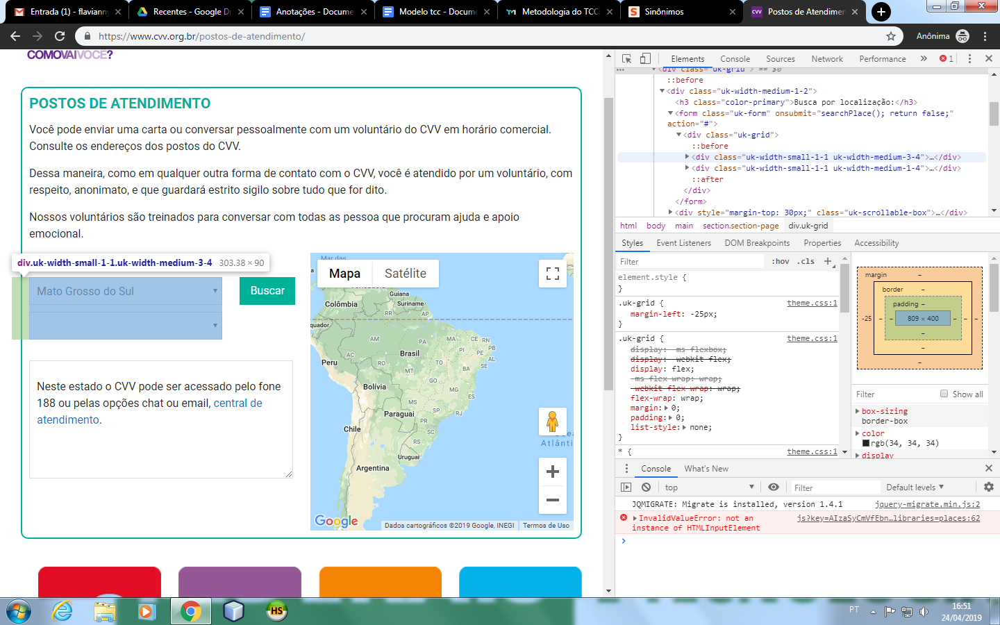 Entrada (1) - flavianny
Recentes - Google Dr
Anotações - Docume
Modelo tcc - Docume
Metodologia do TCC
Sinônimos
CVV Postos de Atendimen
https://www.cvv.org.br/postos-de-atendimento/
Anônima
COMOVAIVOCE?
POSTOS DE ATENDIMENTO
Você pode enviar uma carta ou conversar pessoalmente com um voluntário do CVV em horário comercial.
Consulte os endereços dos postos do CVV.
Dessa maneira, como em qualquer outra forma de contato com o CVV, você é atendido por um voluntário, com
respeito, anonimato, e que guardará estrito sigilo sobre tudo que for dito.
Nossos voluntários são treinados para conversar com todas as pessoa que procuram ajuda e apoio
emocional.
div.uk-width-small-1-1.uk-width-medium-3-4 303.38 × 90
Mato Grosso do Sul
Buscar
Neste estado o CVV pode ser acessado pelo fone
188 ou pelas opções chat ou email, central de
atendimento.
Mar das
Mapa
Satélite
Venezuela
Guiana
Colômbia
Suriname
RR
AP
quador
AM
PA
MA
CE
RN
PB
PI
PE
AC
TO
AL
SE
Peru
Brasil
RO
BA
MT
GO
Bolívia
MG
MS
ES
SP
RJ
Paraguai
PR
Chile
SC
RS
Uruguai
Argentina
Ocea
Atlânti
Google
Dados cartográficos ©2019 Google, INEGI
Termos de Uso
Elements
Console
Sources
Network
Performance
»
1
<div class="uk-grid"> == $0
::before
<div class="uk-width-medium-1-2">
<h3 class="color-primary">Busca por localização:</h3>
<form class="uk-form" onsubmit="searchPlace(); return false;"
action="#">
<div class="uk-grid">
::before
<div class="uk-width-small-1-1 uk-width-medium-3-4">…</div>
<div class="uk-width-small-1-1 uk-width-medium-1-4">…</div>
::after
</div>
</form>
<div style="margin-top: 30px;" class="uk-scrollable-box">…</div>
html body main section.section-page div.uk-grid
Styles
Event Listeners
DOM Breakpoints
Properties
Accessibility
Filter
:hov .cls +
element.style {
}
.uk-grid { theme.css:1
margin-left: -25px;
}
.uk-grid { theme.css:1
display: -ms-flexbox;
display: -webkit-flex;
display: flex;
-ms-flex-wrap: wrap;
-webkit-flex-wrap: wrap;
flex-wrap: wrap;
margin: 0;
padding: 0;
list-style: none;
}
* { theme.css:1
margin –
border –
padding –
-25 – – 809 × 400 – – –
–
–
–
Filter
Show all
box-sizing
border-box
color
rgb(34, 34, 34)
display
Console
What's New
top
Filter
Default levels
JQMIGRATE: Migrate is installed, version 1.4.1 jquery-migrate.min.js:2
InvalidValueError: not an js?key=AIzaSyCmVfEbn…libraries=places:62
instance of HTMLInputElement
HS
PT
16:51
24/04/2019